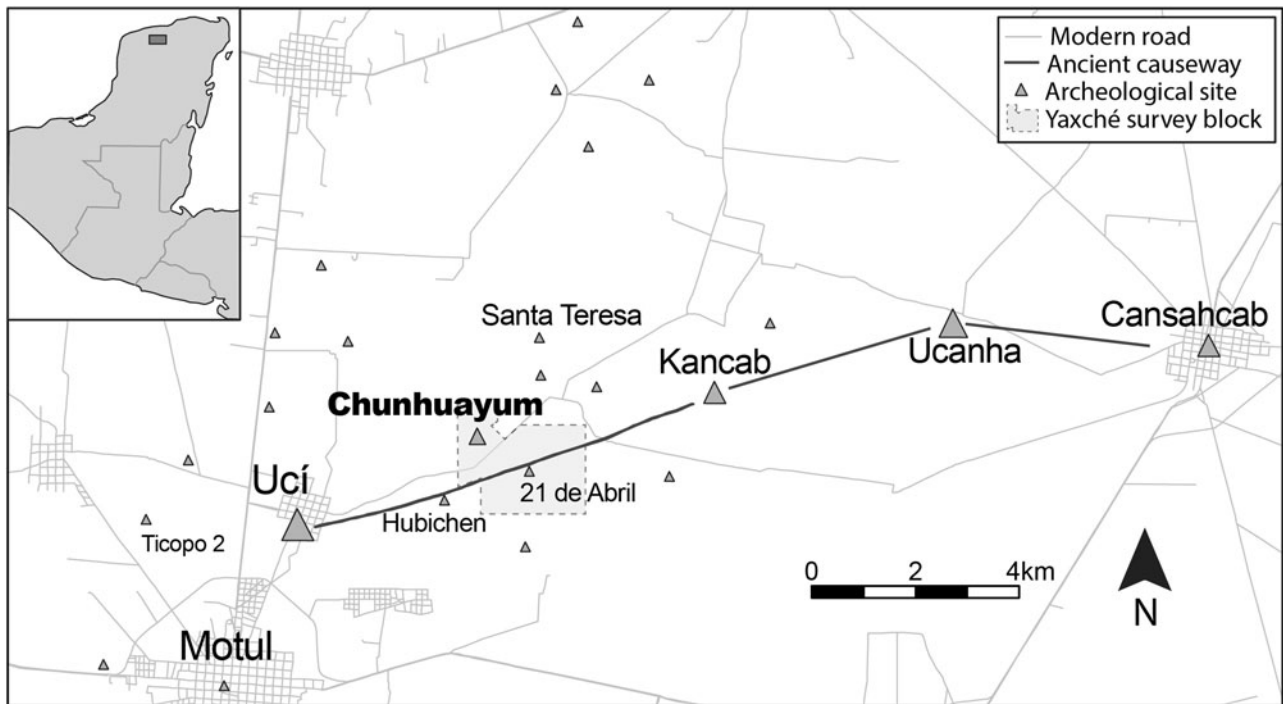 Modern road
Ancient causeway
Archeological site
Yaxché survey block
Santa Teresa
Cansahcab
Ucanha
Kancab
Chunhuayum
Ucí
21 de Abril
Hubichen
Ticopo 2
0 2 4km
N
Motul